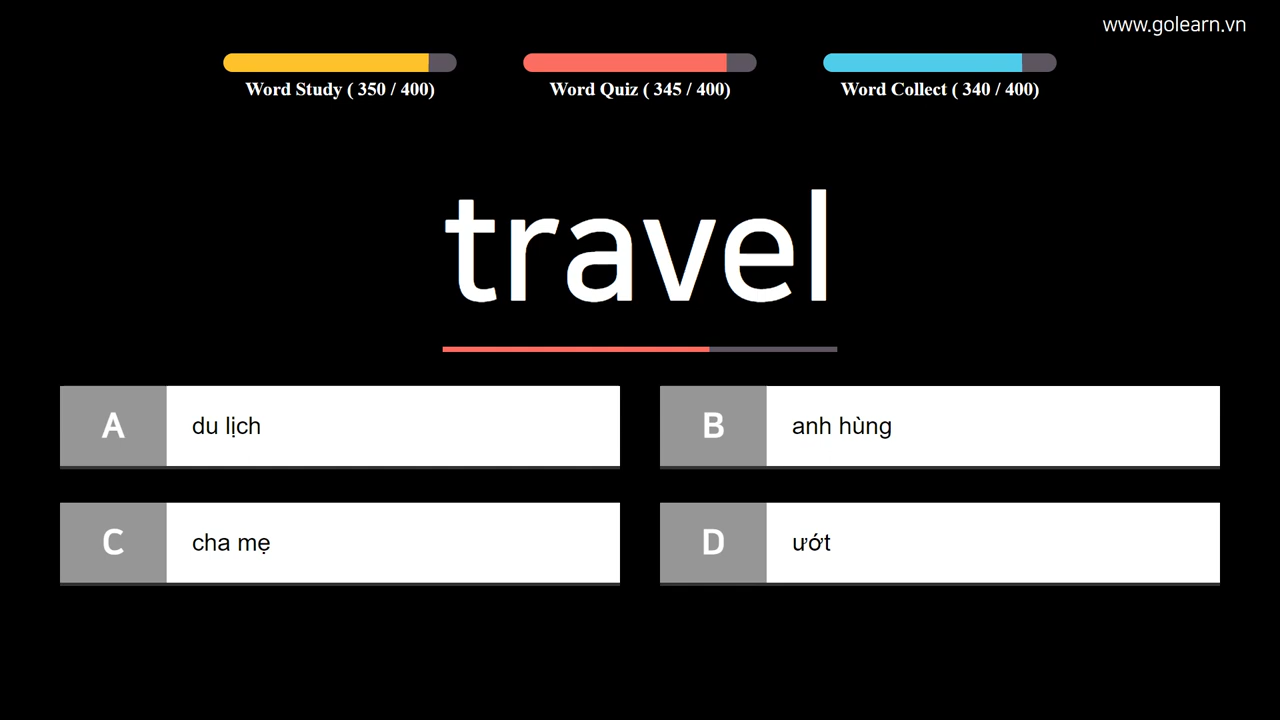 www.golearn.vn
Word Study ( 350 / 400)
Word Quiz ( 345 / 400)
Word Collect ( 340 / 400)
travel
A du lịch
B anh hùng
C cha mẹ
D ướt